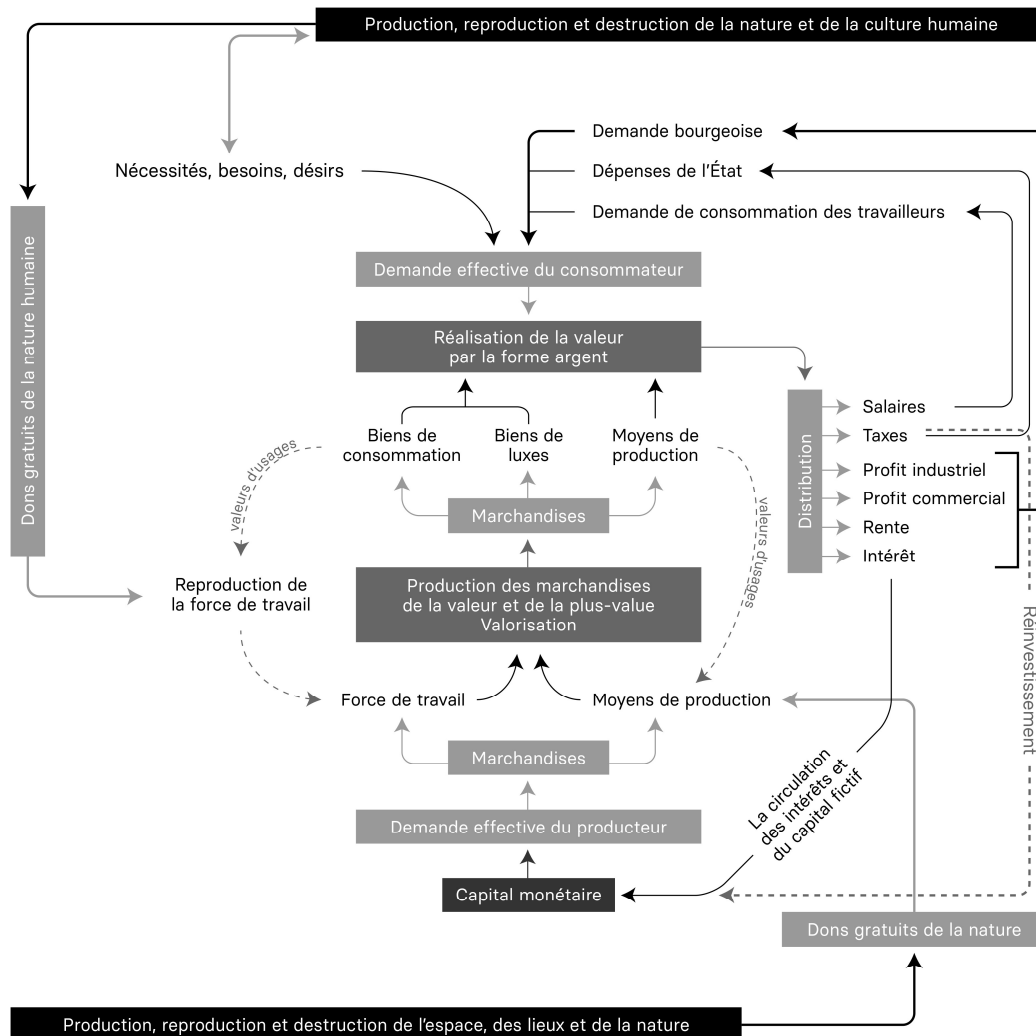 Production, reproduction et destruction de la nature et de la culture humaine
Demande bourgeoise
Nécessités, besoins, désirs
Dépenses de l'État
Demande de consommation des travailleurs
Dons gratuits de la nature humaine
Demande effective du consommateur
Réalisation de la valeur
par la forme argent
Distribution
Salaires
Taxes
Profit industriel
Profit commercial
Rente
Intérêt
Biens de
consommation
Biens de
luxes
Moyens de
production
valeurs d'usages
valeurs d'usages
Marchandises
Reproduction de
la force de travail
Production des marchandises
de la valeur et de la plus-value
Valorisation
Réinvestissement
Force de travail
Moyens de production
Marchandises
La circulation
des intérêts et
du capital fictif
Demande effective du producteur
Capital monétaire
Dons gratuits de la nature
Production, reproduction et destruction de l'espace, des lieux et de la nature